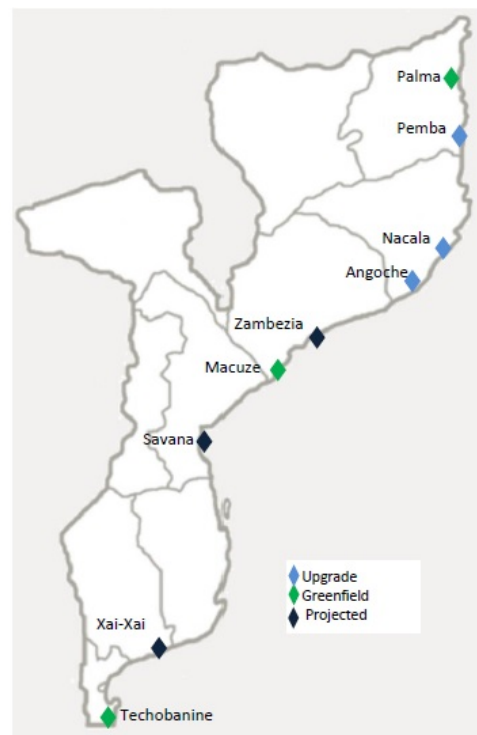 Palma
Pemba
Nacala
Angoche
Zambezia
Macuze
Savana
Upgrade
Greenfield
Projected
Xai-Xai
Techobanine